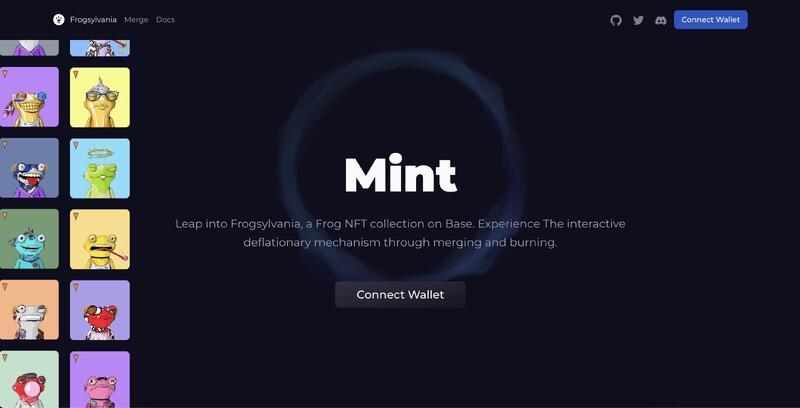 Frogsylvania Merge Docs
Connect Wallet
Mint
Leap into Frogsylvania, a Frog NFT collection on Base. Experience The interactive
deflationary mechanism through merging and burning.
Connect Wallet